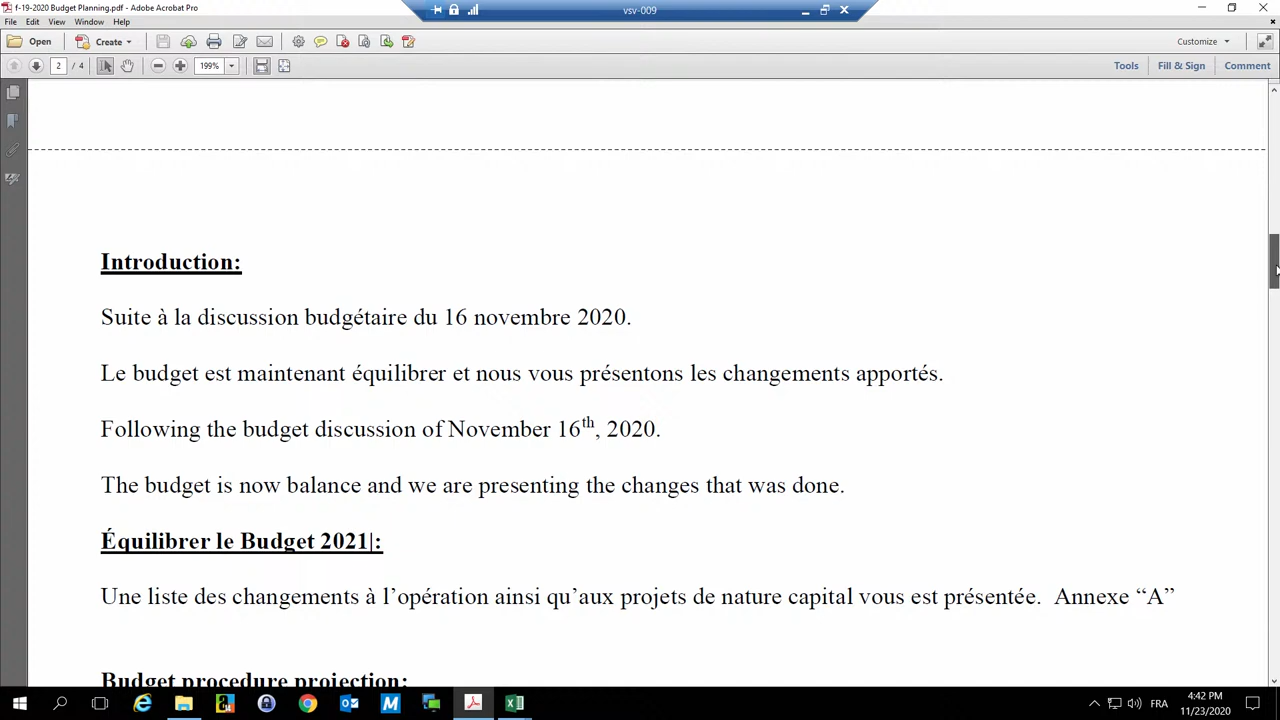 f-19-2020 Budget Planning.pdf - Adobe Acrobat Pro
vsv-009
File Edit View Window Help
Open Create Customize
2 / 4 199% Tools Fill & Sign Comment
Introduction:
Suite à la discussion budgétaire du 16 novembre 2020.
Le budget est maintenant équilibrer et nous vous présentons les changements apportés.
Following the budget discussion of November 16th, 2020.
The budget is now balance and we are presenting the changes that was done.
Équilibrer le Budget 2021|:
Une liste des changements à l’opération ainsi qu’aux projets de nature capital vous est présentée. Annexe “A”
Budget procedure projection:
4:42 PM
FR
11/23/2020